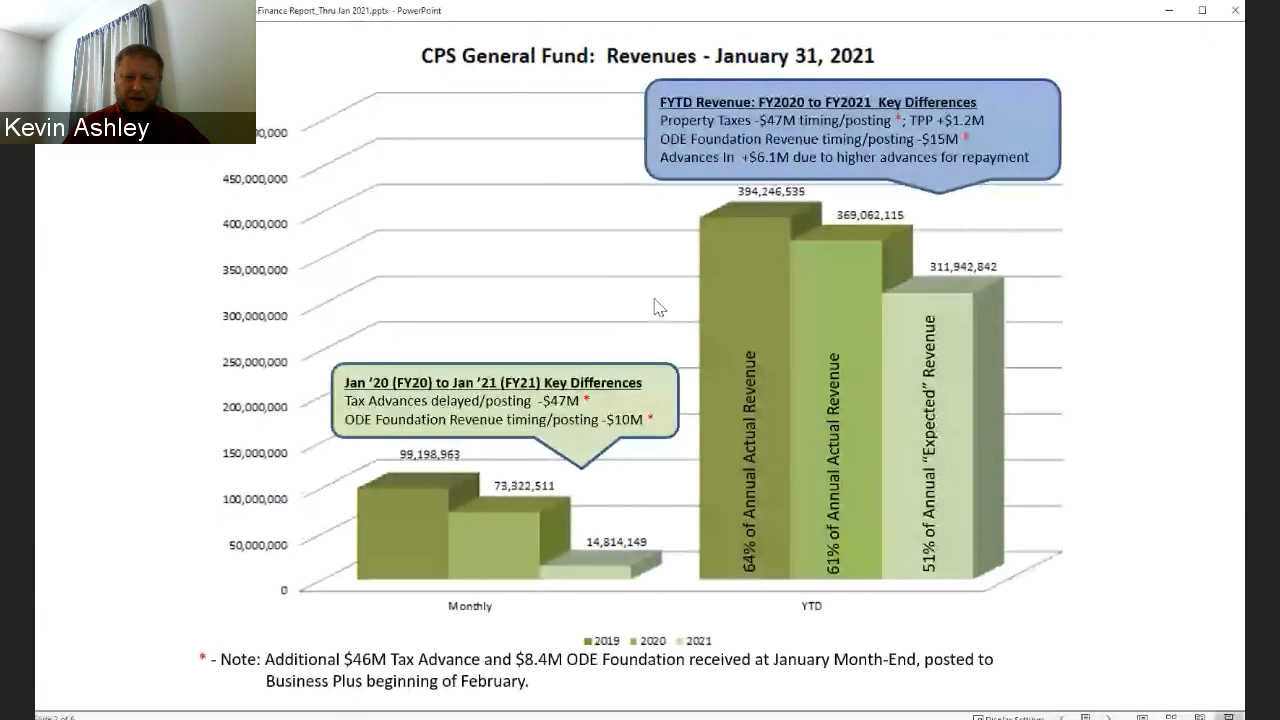 Finance Report_Thru Jan 2021.pptx - PowerPoint
Kevin Ashley
CPS General Fund: Revenues - January 31, 2021
FYTD Revenue: FY2020 to FY2021 Key Differences
Property Taxes -$47M timing/posting *; TPP +$1.2M
ODE Foundation Revenue timing/posting -$15M *
Advances In +$6.1M due to higher advances for repayment
450,000,000
400,000,000
350,000,000
300,000,000
250,000,000
200,000,000
150,000,000
100,000,000
50,000,000
0
Jan '20 (FY20) to Jan '21 (FY21) Key Differences
Tax Advances delayed/posting -$47M *
ODE Foundation Revenue timing/posting -$10M *
99,198,963
73,322,511
14,814,149
394,246,535
369,062,115
311,942,842
64% of Annual Actual Revenue
61% of Annual Actual Revenue
51% of Annual “Expected” Revenue
Monthly
YTD
2019 2020 2021
* - Note: Additional $46M Tax Advance and $8.4M ODE Foundation received at January Month-End, posted to
Business Plus beginning of February.